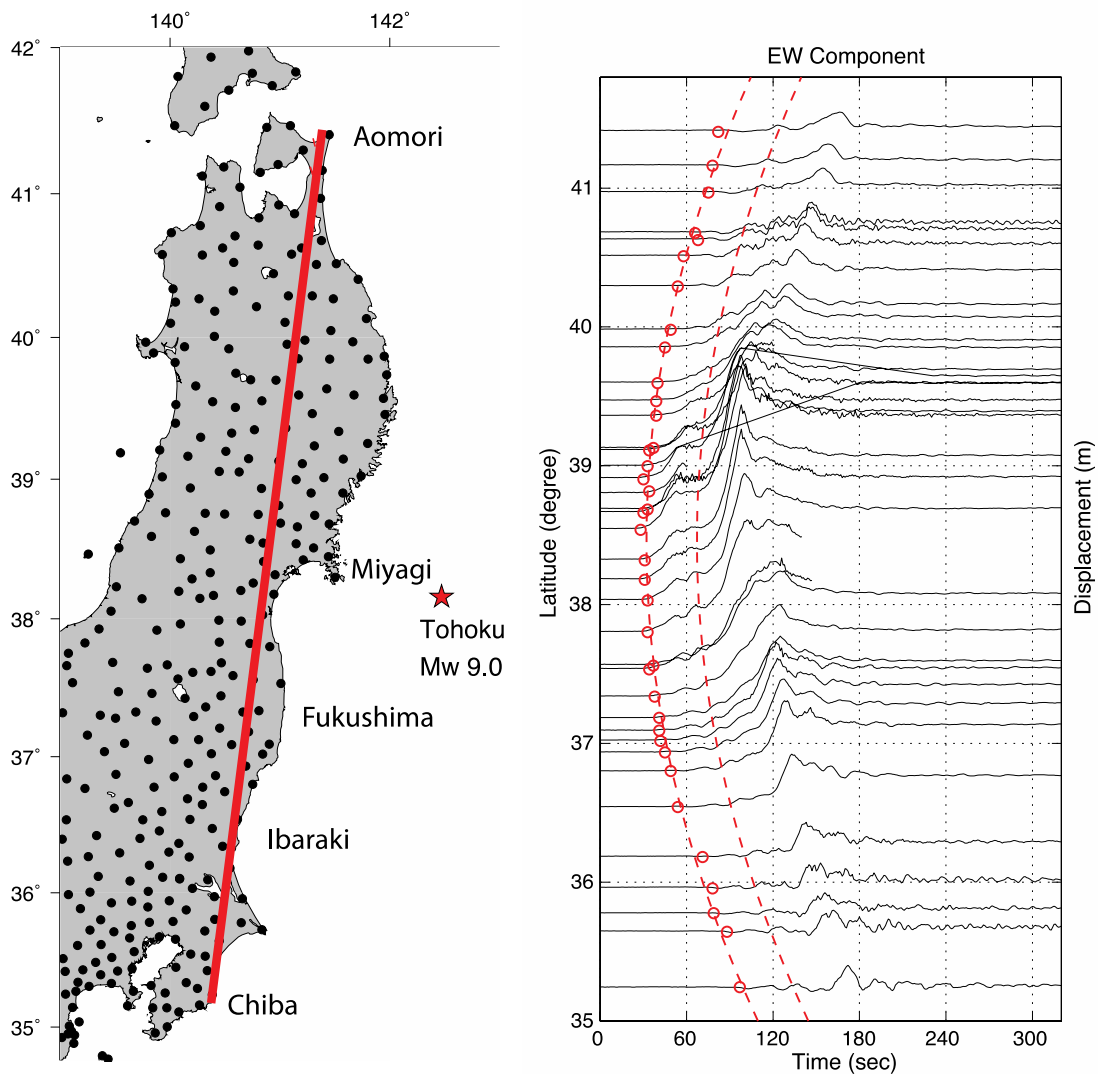 140° 142°
42°
41°
40°
39°
38°
37°
36°
35°
Aomori
Miyagi
Tohoku
Mw 9.0
Fukushima
Ibaraki
Chiba
EW Component
Latitude (degree)
41
40
39
38
37
36
35
0 60 120 180 240 300
Time (sec)
Displacement (m)